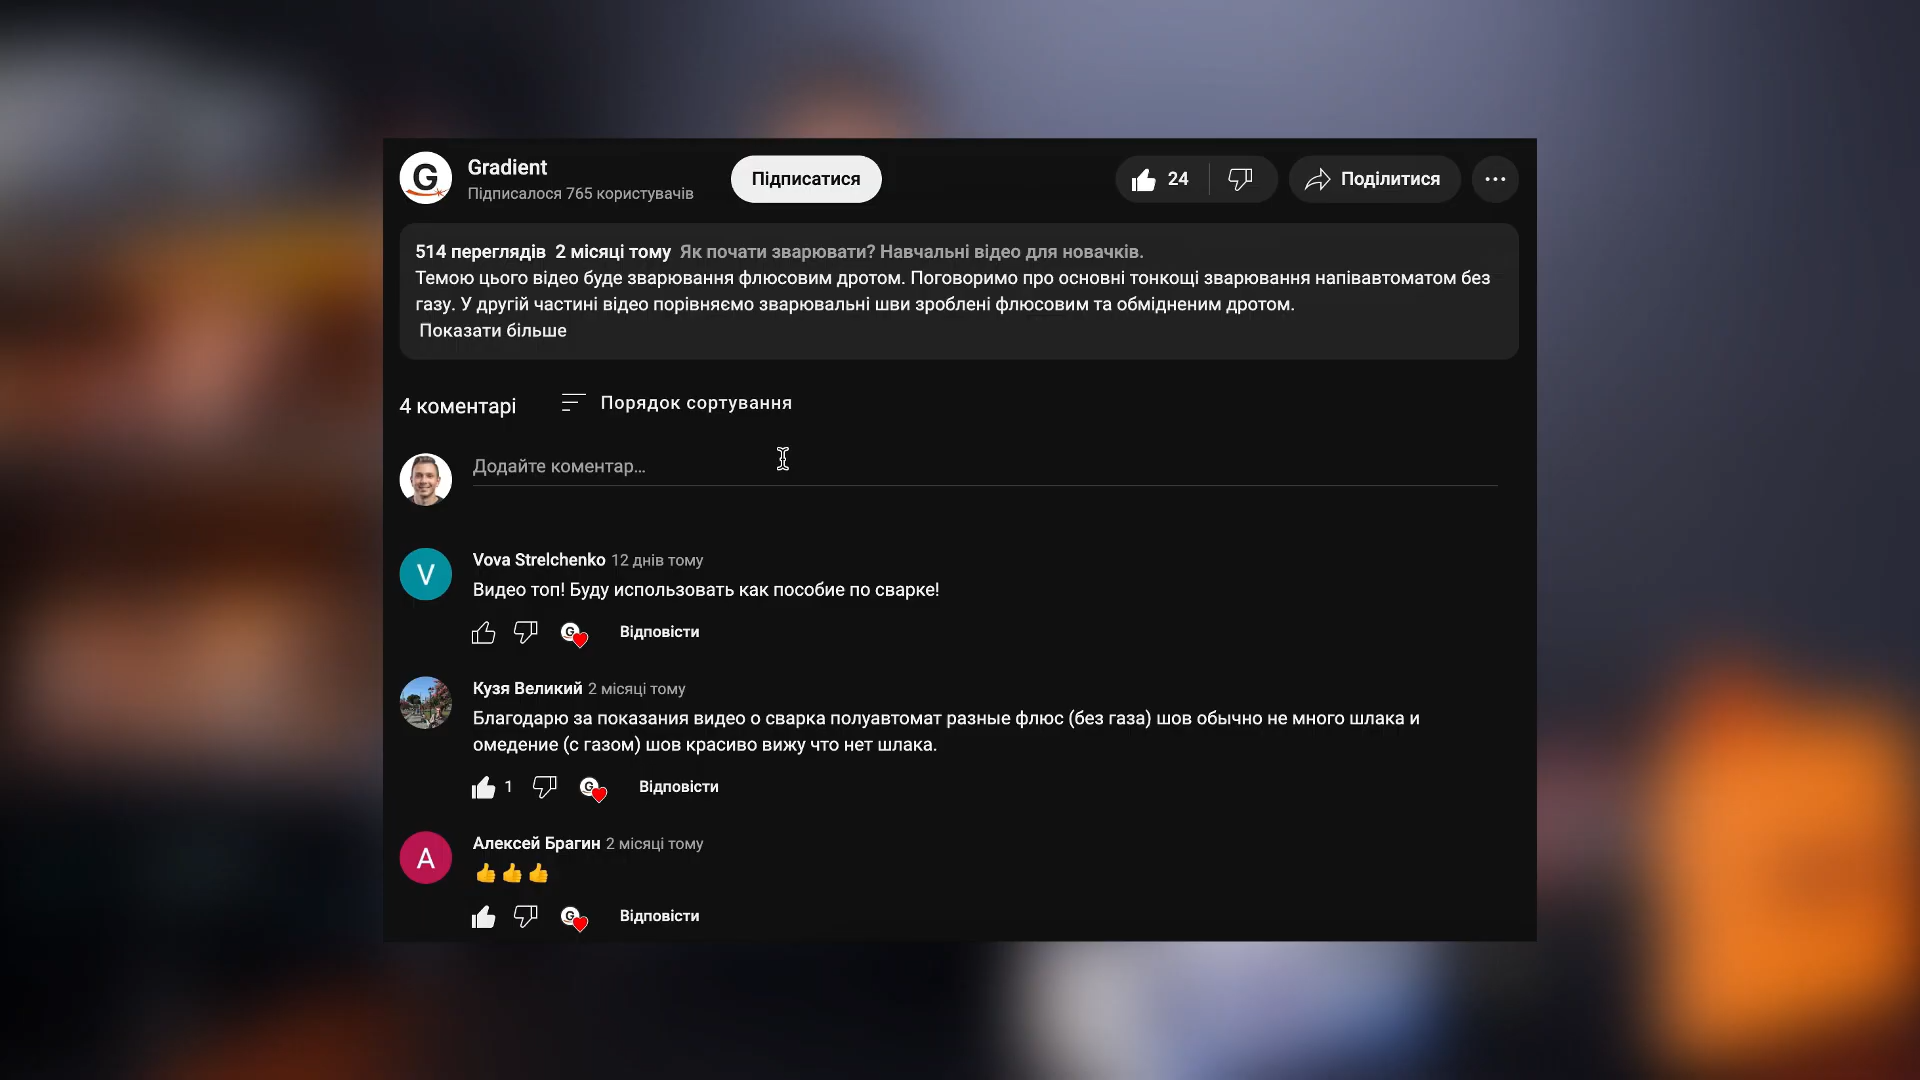 G
Gradient
Підписалося 765 користувачів
Підписатися
24
Поділитися
514 переглядів 2 місяці тому Як почати зварювати? Навчальні відео для новачків.
Темою цього відео буде зварювання флюсовим дротом. Поговоримо про основні тонкощі зварювання напівавтоматом без
газу. У другій частині відео порівняємо зварювальні шви зроблені флюсовим та обмідненим дротом.
Показати більше
4 коментарі
Порядок сортування
Додайте коментар...
V
Vova Strelchenko 12 днів тому
Видео топ! Буду использовать как пособие по сварке!
G
Відповісти
Кузя Великий 2 місяці тому
Благодарю за показания видео о сварка полуавтомат разные флюс (без газа) шов обычно не много шлака и
омедение (с газом) шов красиво вижу что нет шлака.
1
G
Відповісти
А
Алексей Брагин 2 місяці тому
👍👍👍
G
Відповісти